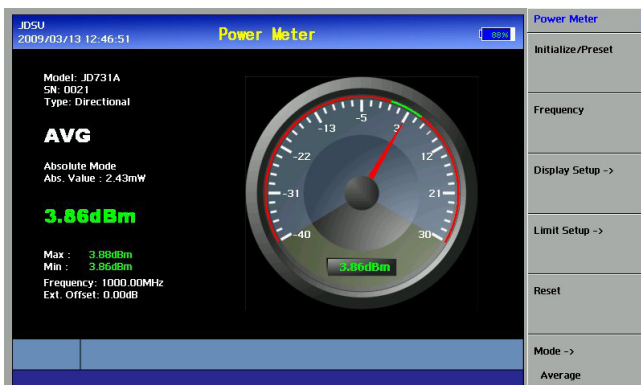 JDSU
2009/03/13 12:46:51
Power Meter
88%
Model: JD731A
SN: 0021
Type: Directional
AVG
Absolute Mode
Abs. Value : 2.43mW
3.86dBm
Max : 3.88dBm
Min : 3.86dBm
Frequency: 1000.00MHz
Ext. Offset: 0.00dB
-40
-31
-22
-13
-5
3
12
21
30
3.86dBm
Power Meter
Initialize/Preset
Frequency
Display Setup ->
Limit Setup ->
Reset
Mode ->
Average